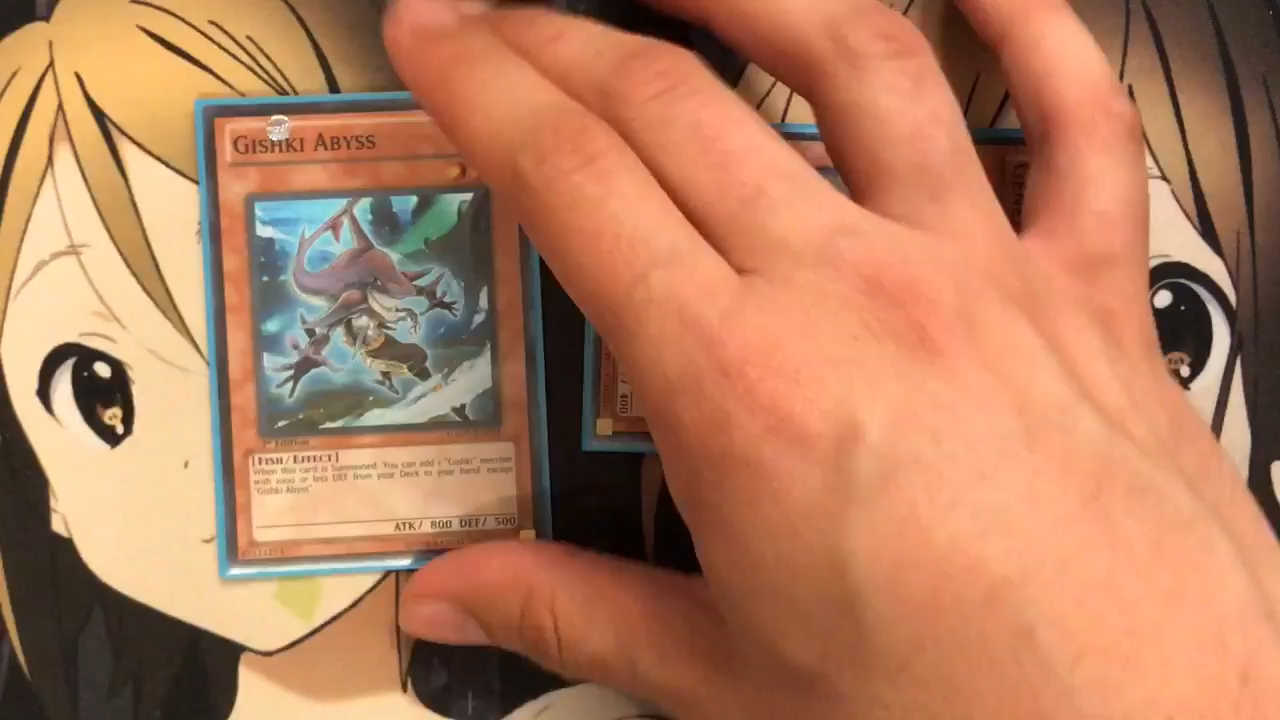 GISHKI ABYSS
1st Edition
[FISH/EFFECT]
When this card is Summoned: You can add 1 "Gishki" monster
with 1000 or less DEF from your Deck to your hand, except
"Gishki Abyss".
ATK/ 800 DEF/ 500
/ 400